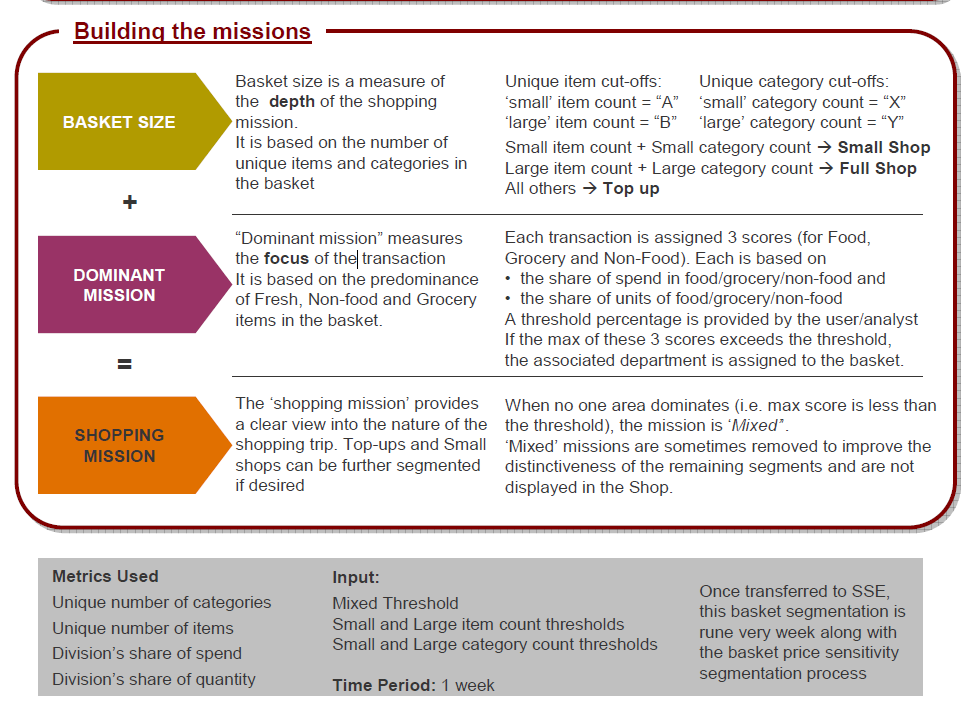 Building the missions
BASKET SIZE
Basket size is a measure of
the depth of the shopping
mission.
It is based on the number of
unique items and categories in
the basket
Unique item cut-offs:
‘small’ item count = “A”
‘large’ item count = “B”
Unique category cut-offs:
‘small’ category count = “X”
‘large’ category count = “Y”
Small item count + Small category count → Small Shop
Large item count + Large category count → Full Shop
All others → Top up
+
DOMINANT
MISSION
“Dominant mission” measures
the focus of the transaction
It is based on the predominance
of Fresh, Non-food and Grocery
items in the basket.
Each transaction is assigned 3 scores (for Food,
Grocery and Non-Food). Each is based on
• the share of spend in food/grocery/non-food and
• the share of units of food/grocery/non-food
A threshold percentage is provided by the user/analyst
If the max of these 3 scores exceeds the threshold,
the associated department is assigned to the basket.
=
SHOPPING
MISSION
The ‘shopping mission’ provides
a clear view into the nature of the
shopping trip. Top-ups and Small
shops can be further segmented
if desired
When no one area dominates (i.e. max score is less than
the threshold), the mission is ‘Mixed’.
‘Mixed’ missions are sometimes removed to improve the
distinctiveness of the remaining segments and are not
displayed in the Shop.
Metrics Used
Unique number of categories
Unique number of items
Division’s share of spend
Division’s share of quantity
Input:
Mixed Threshold
Small and Large item count thresholds
Small and Large category count thresholds
Time Period: 1 week
Once transferred to SSE,
this basket segmentation is
rune very week along with
the basket price sensitivity
segmentation process